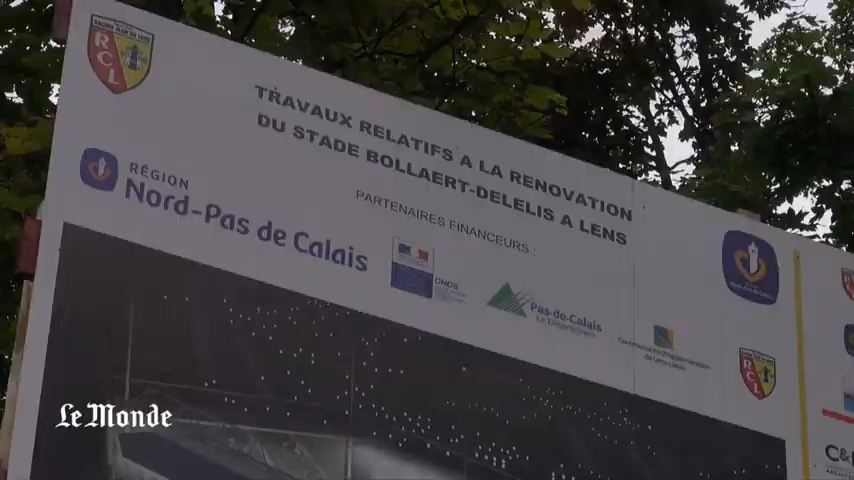 RCL
TRAVAUX RELATIFS A LA RENOVATION
DU STADE BOLLAERT-DELELIS A LENS
RÉGION
Nord-Pas de Calais
PARTENAIRES FINANCEURS :
CNDS
Pas-de-Calais
Le Département
RCL
C&
Le Monde